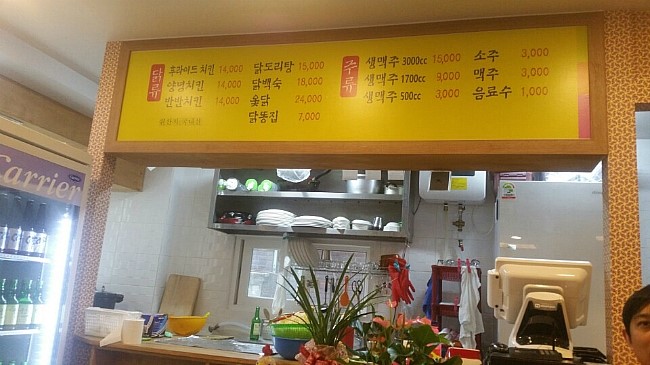 닭류
후라이드치킨 14,000
양념치킨 14,000
반반치킨 14,000
닭도리탕 15,000
닭백숙 18,000
옻닭 24,000
닭똥집 7,000
주류
생맥주 3000cc 15,000
생맥주 1700cc 9,000
생맥주 500cc 3,000
소주 3,000
맥주 3,000
음료수 1,000
Carrier